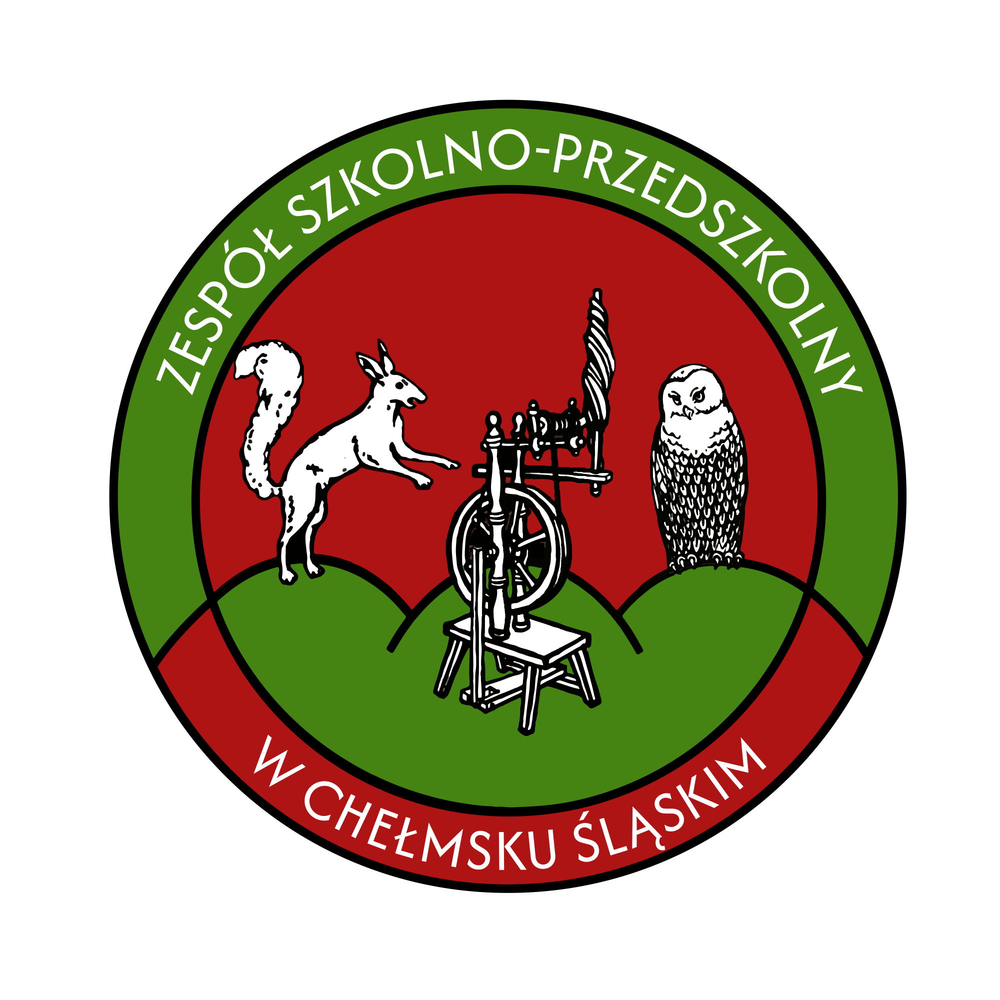 ZESPÓŁ SZKOLNO-PRZEDSZKOLNY
W CHEŁMSKU ŚLĄSKIM